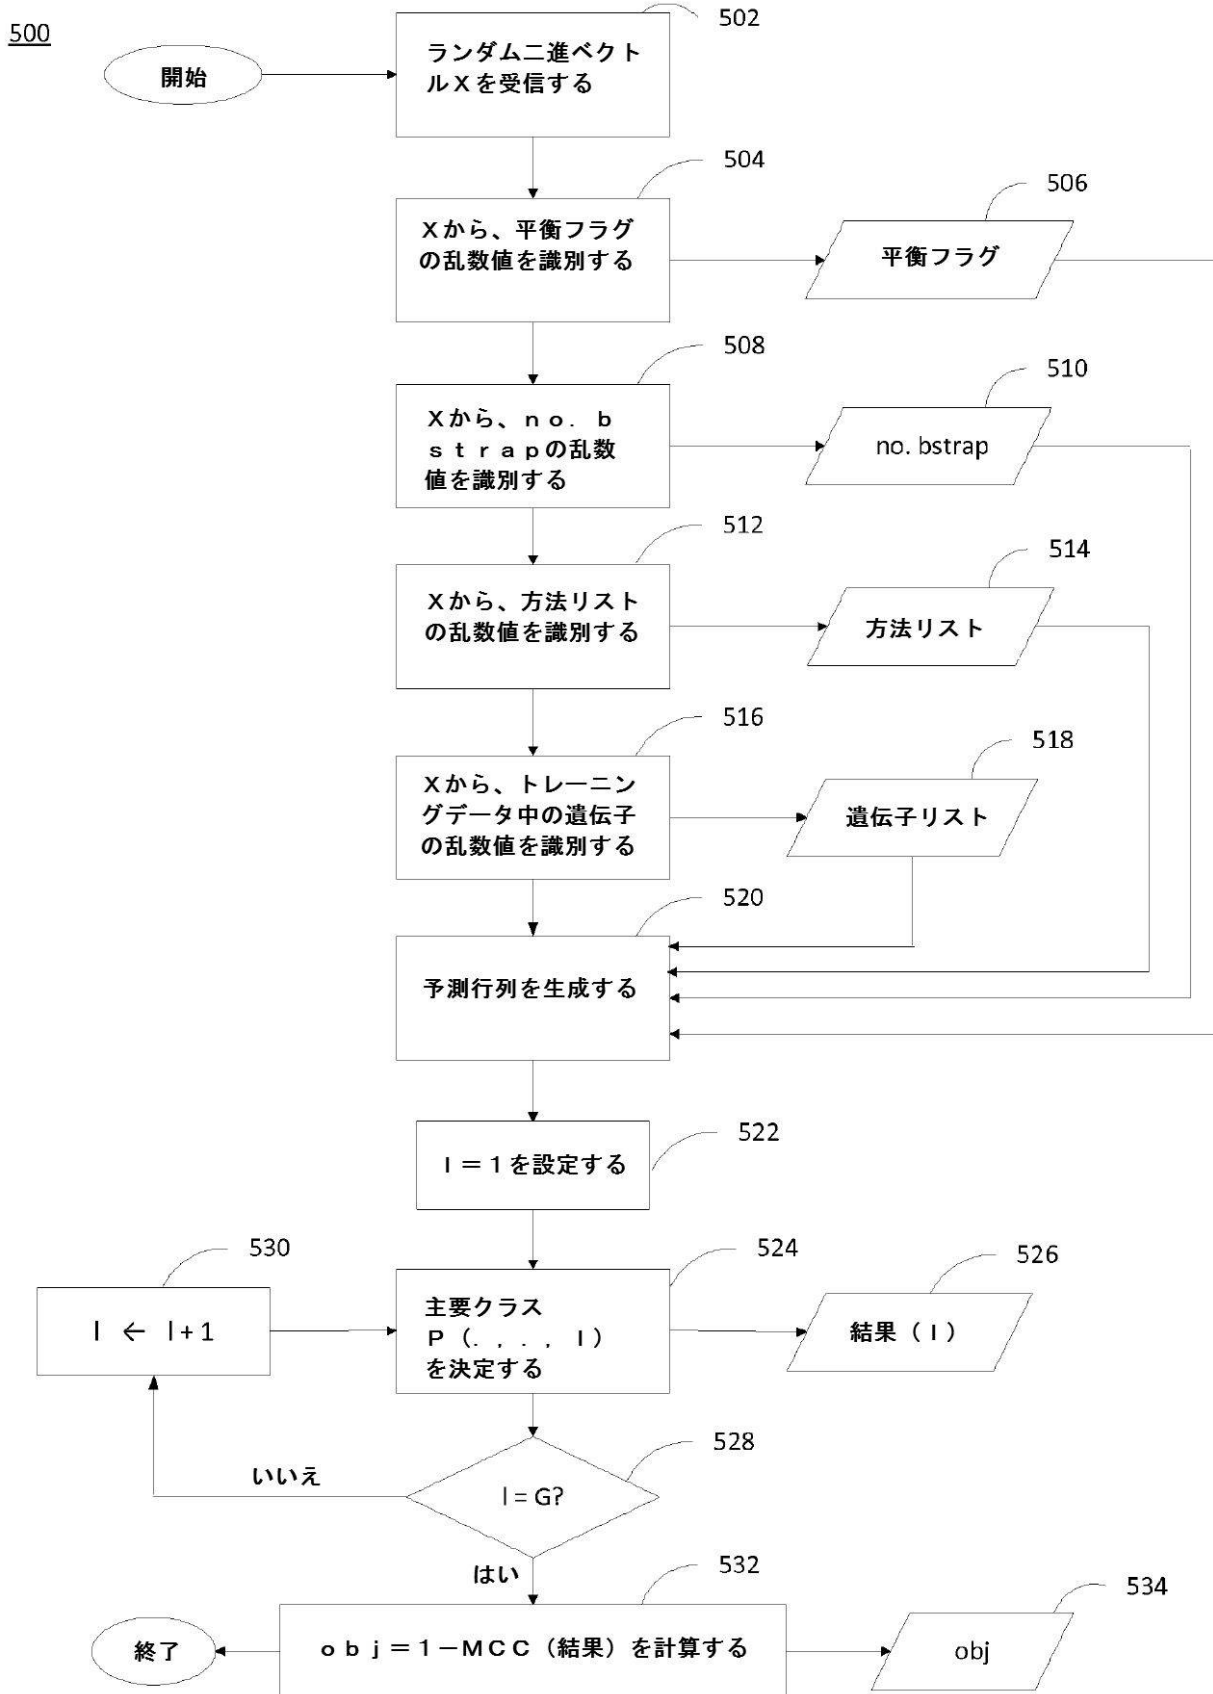 500
502
開始
ランダム二進ベクト
ルXを受信する
504
506
Xから、平衡フラグ
の乱数値を識別する
平衡フラグ
508
510
Xから、no. b
strapの乱数
値を識別する
no. bstrap
512
514
Xから、方法リスト
の乱数値を識別する
方法リスト
516
518
Xから、トレーニン
グデータ中の遺伝子
の乱数値を識別する
遺伝子リスト
520
予測行列を生成する
522
l=1を設定する
530
524
526
l ← l+1
主要クラス
P(.,.,l)
を決定する
結果(l)
528
いいえ
l = G?
はい
532
534
終了
obj=1-MCC(結果)を計算する
obj